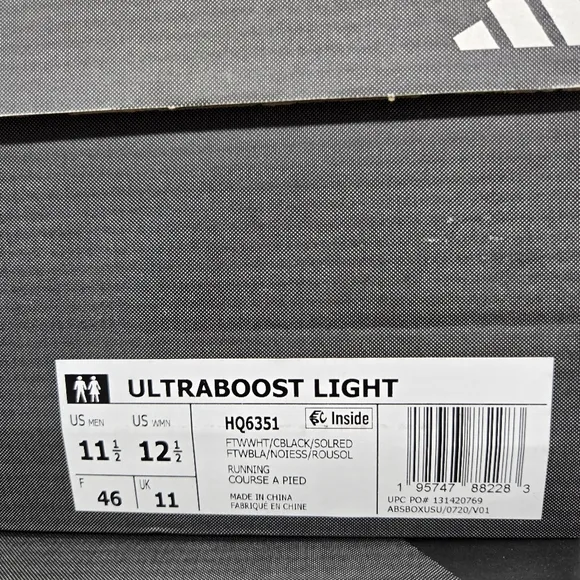 ULTRABOOST LIGHT
US MEN
11 1/2
US WMN
12 1/2
F
46
UK
11
HQ6351
Inside
FTWWHT/CBLACK/SOLRED
FTWBLA/NOIESS/ROUSOL
RUNNING
COURSE A PIED
MADE IN CHINA
FABRIQUÉ EN CHINE
1 95747 88228 3
UPC PO# 131420769
ABSBOXUSU/0720/V01